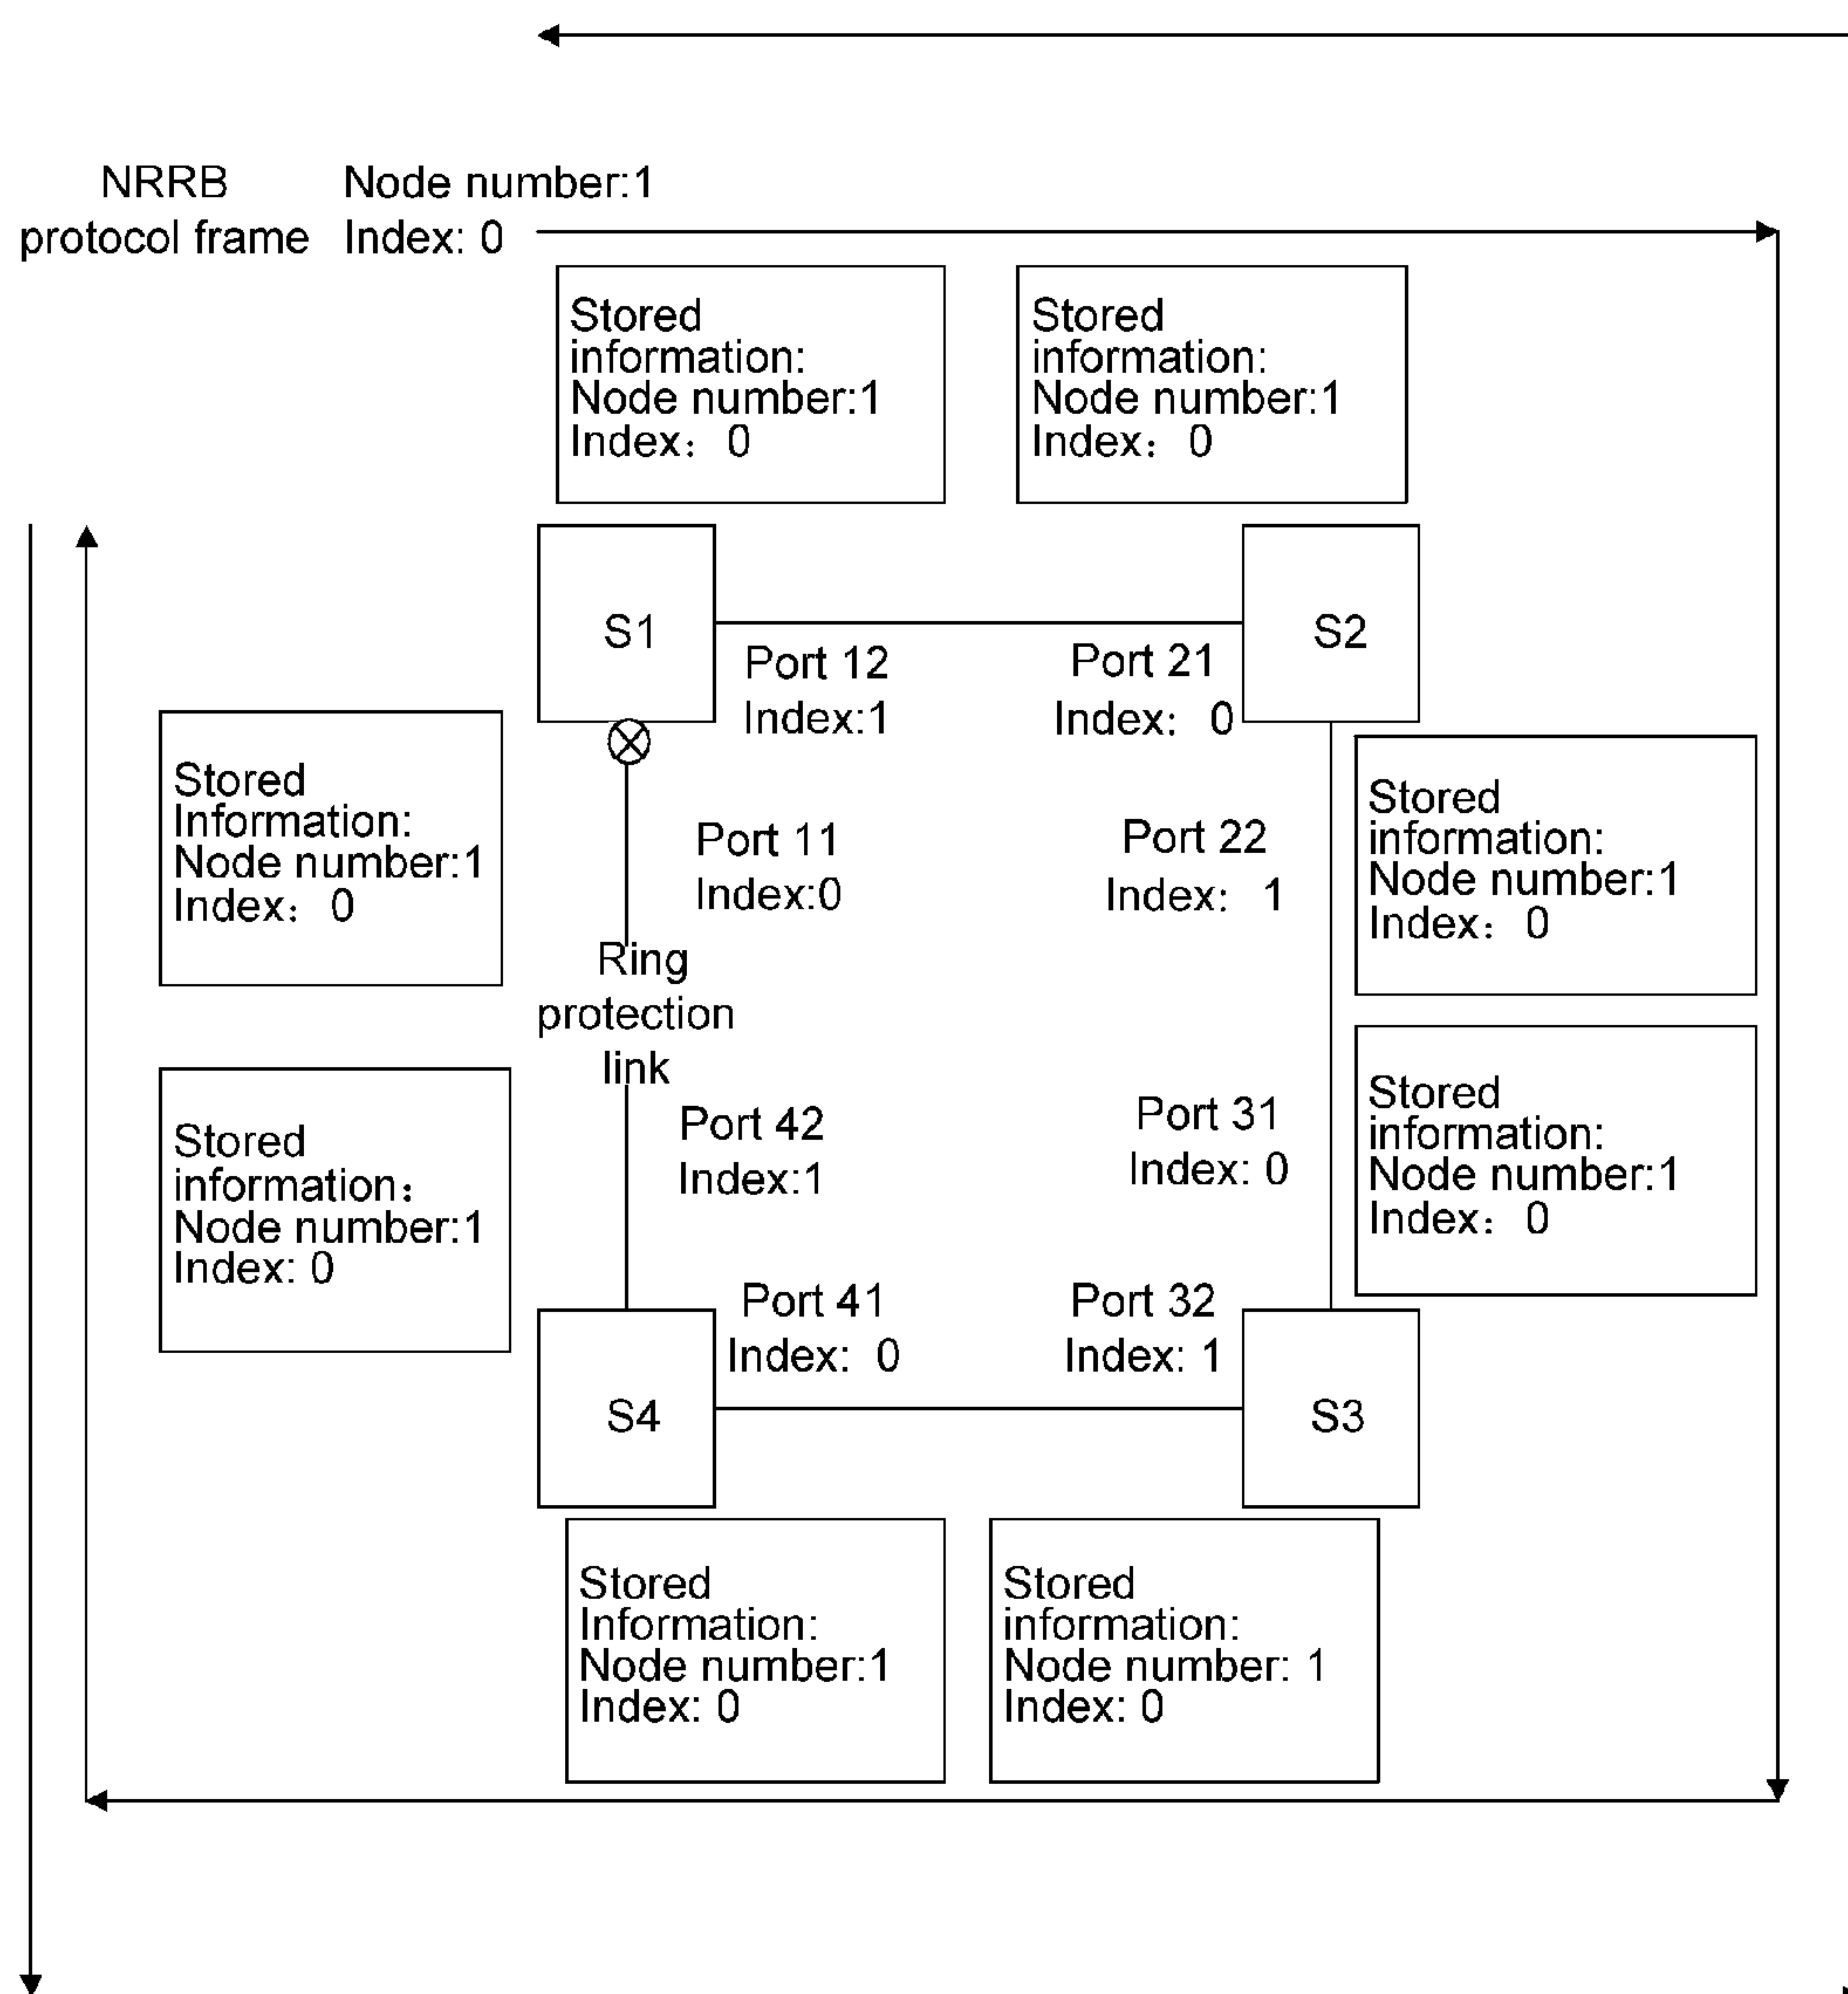 NRRB Node number:1
protocol frame Index: 0
Stored
information:
Node number:1
Index: 0
Stored
information:
Node number:1
Index: 0
S1
S2
Port 12
Index:1
Port 21
Index: 0
Stored
Information:
Node number:1
Index: 0
Port 11
Index:0
Port 22
Index: 1
Stored
information:
Node number:1
Index: 0
Ring
protection
link
Stored
information:
Node number:1
Index: 0
Port 42
Index:1
Port 31
Index: 0
Stored
information:
Node number:1
Index: 0
Port 41
Index: 0
Port 32
Index: 1
S4
S3
Stored
Information:
Node number:1
Index: 0
Stored
information:
Node number: 1
Index: 0